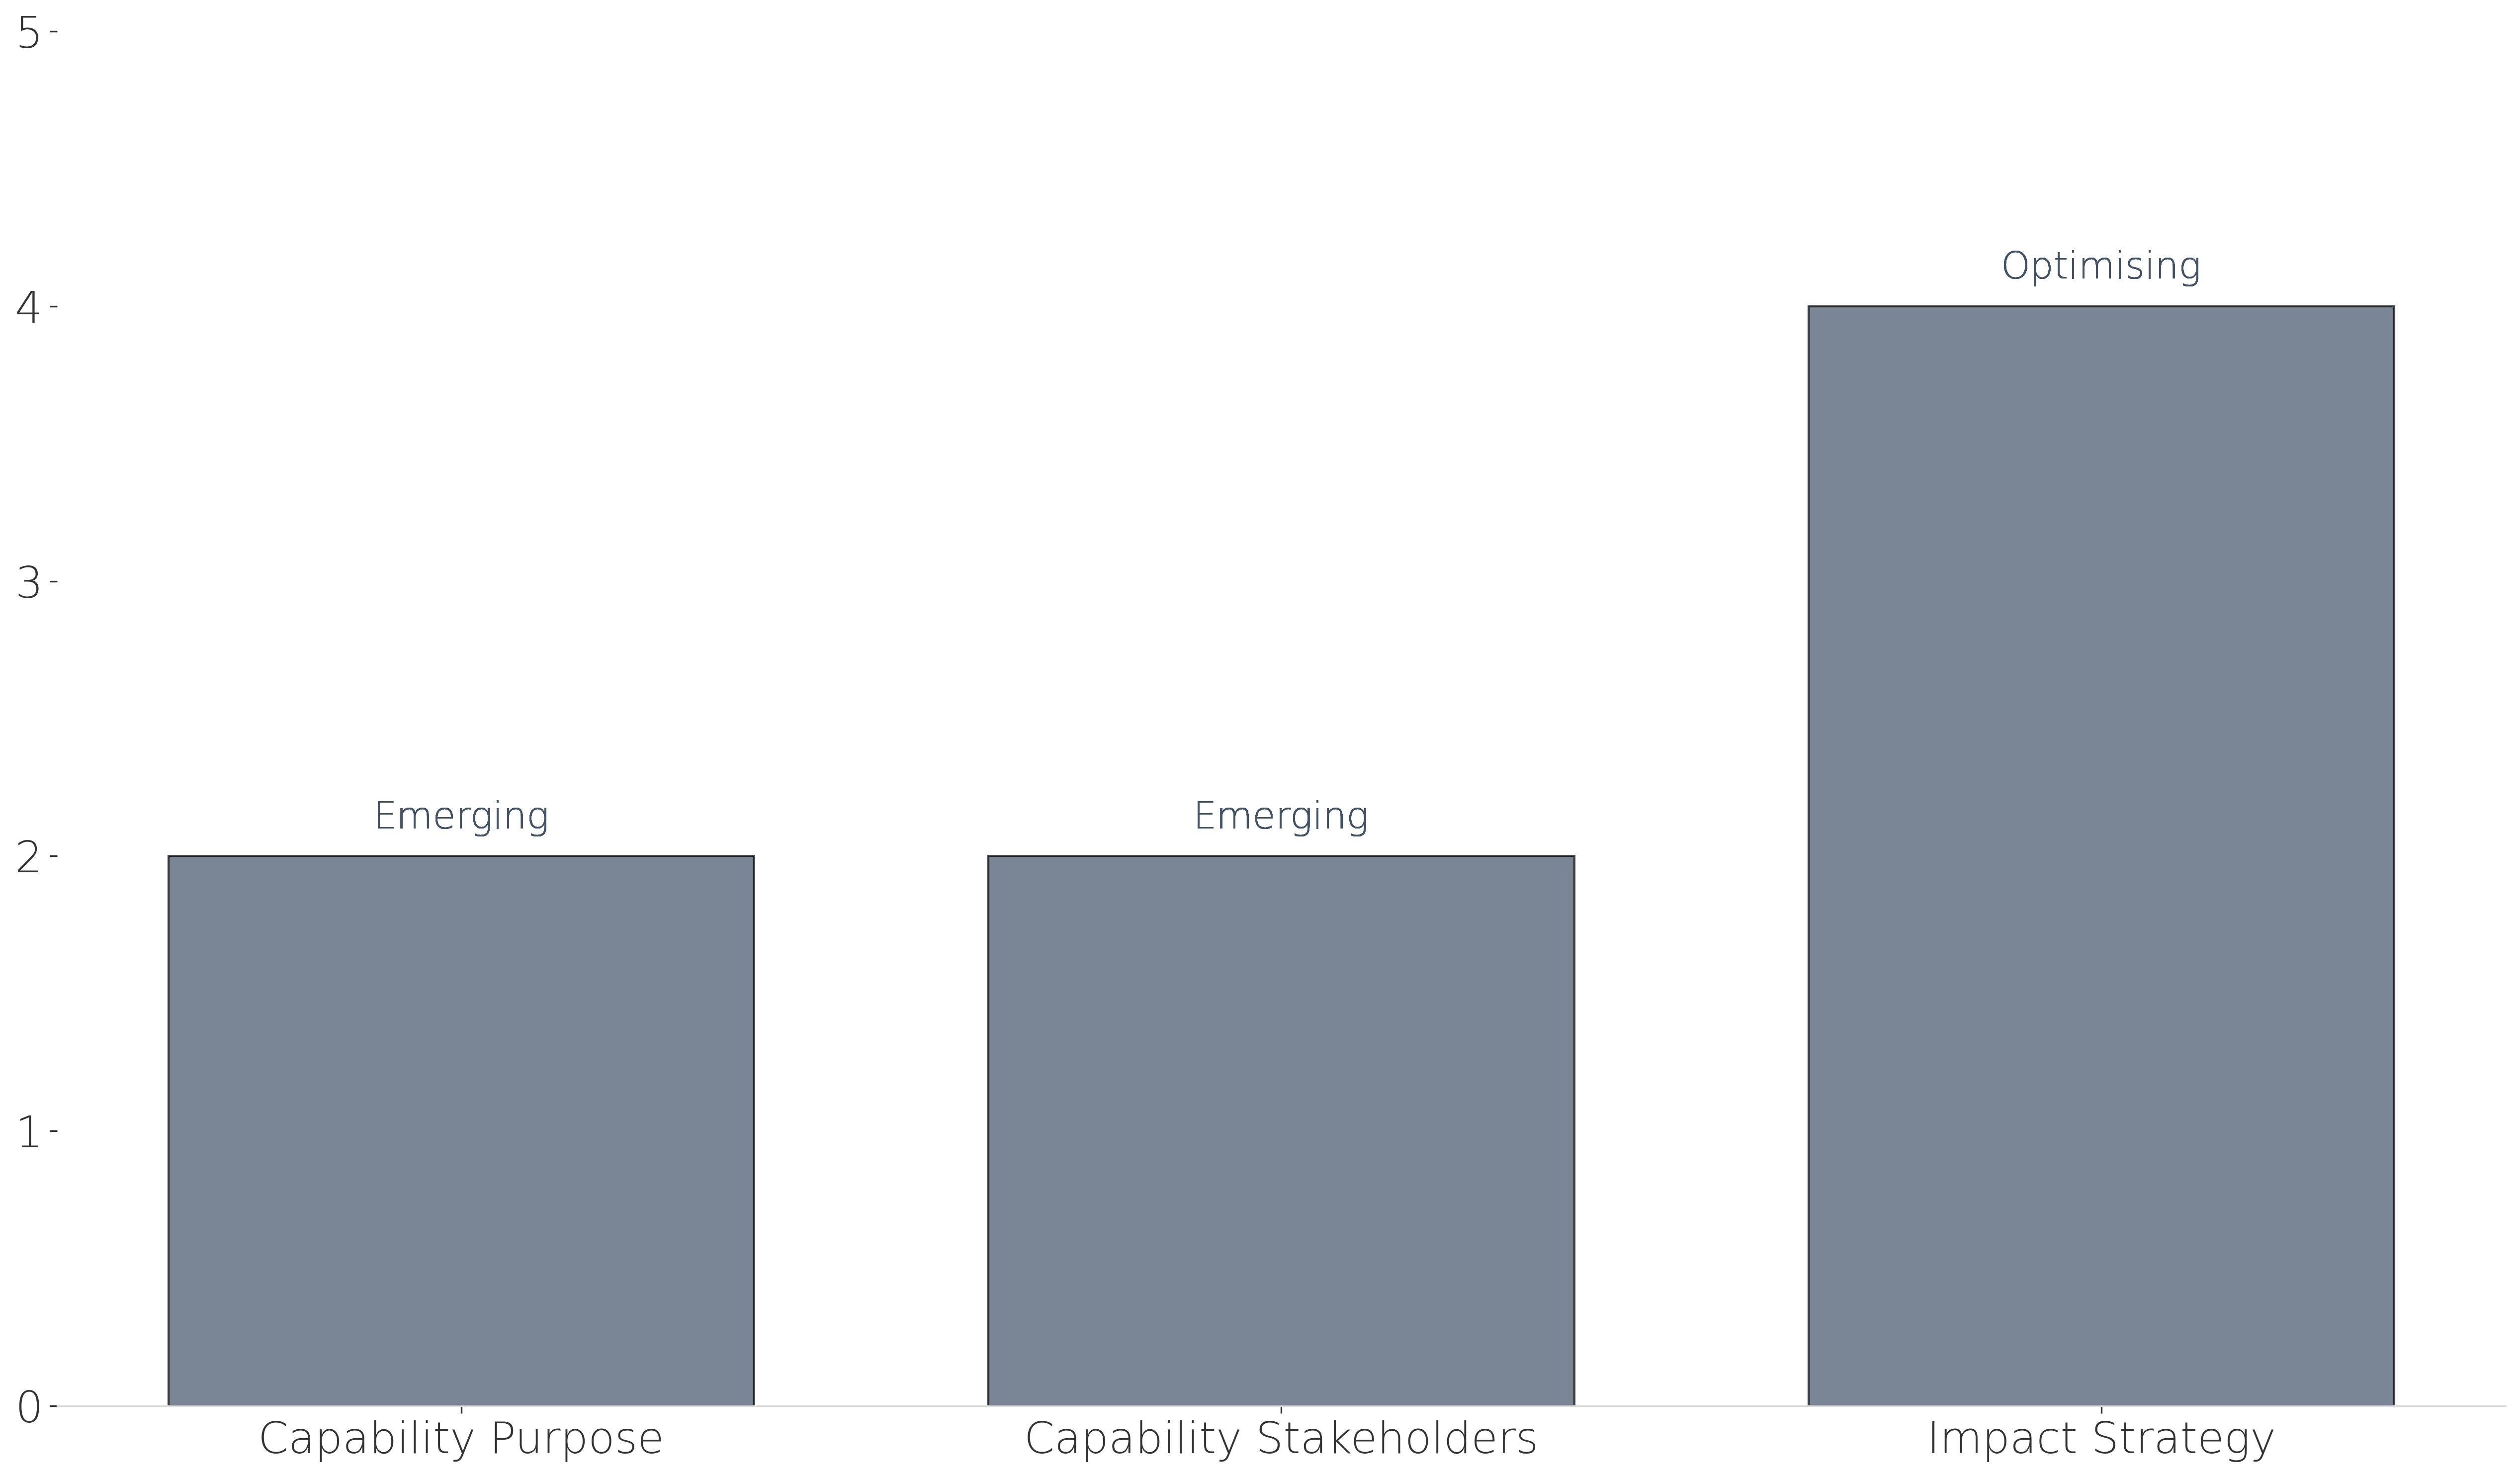 5
4
3
2
1
0
Optimising
Emerging Emerging
Capability Purpose Capability Stakeholders Impact Strategy